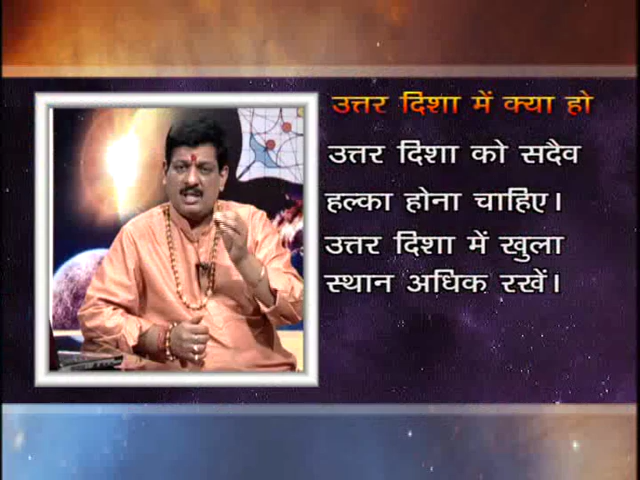 उत्तर दिशा में क्या हो
उत्तर दिशा को सदैव
हल्का होना चाहिए।
उत्तर दिशा में खुला
स्थान अधिक रखें।